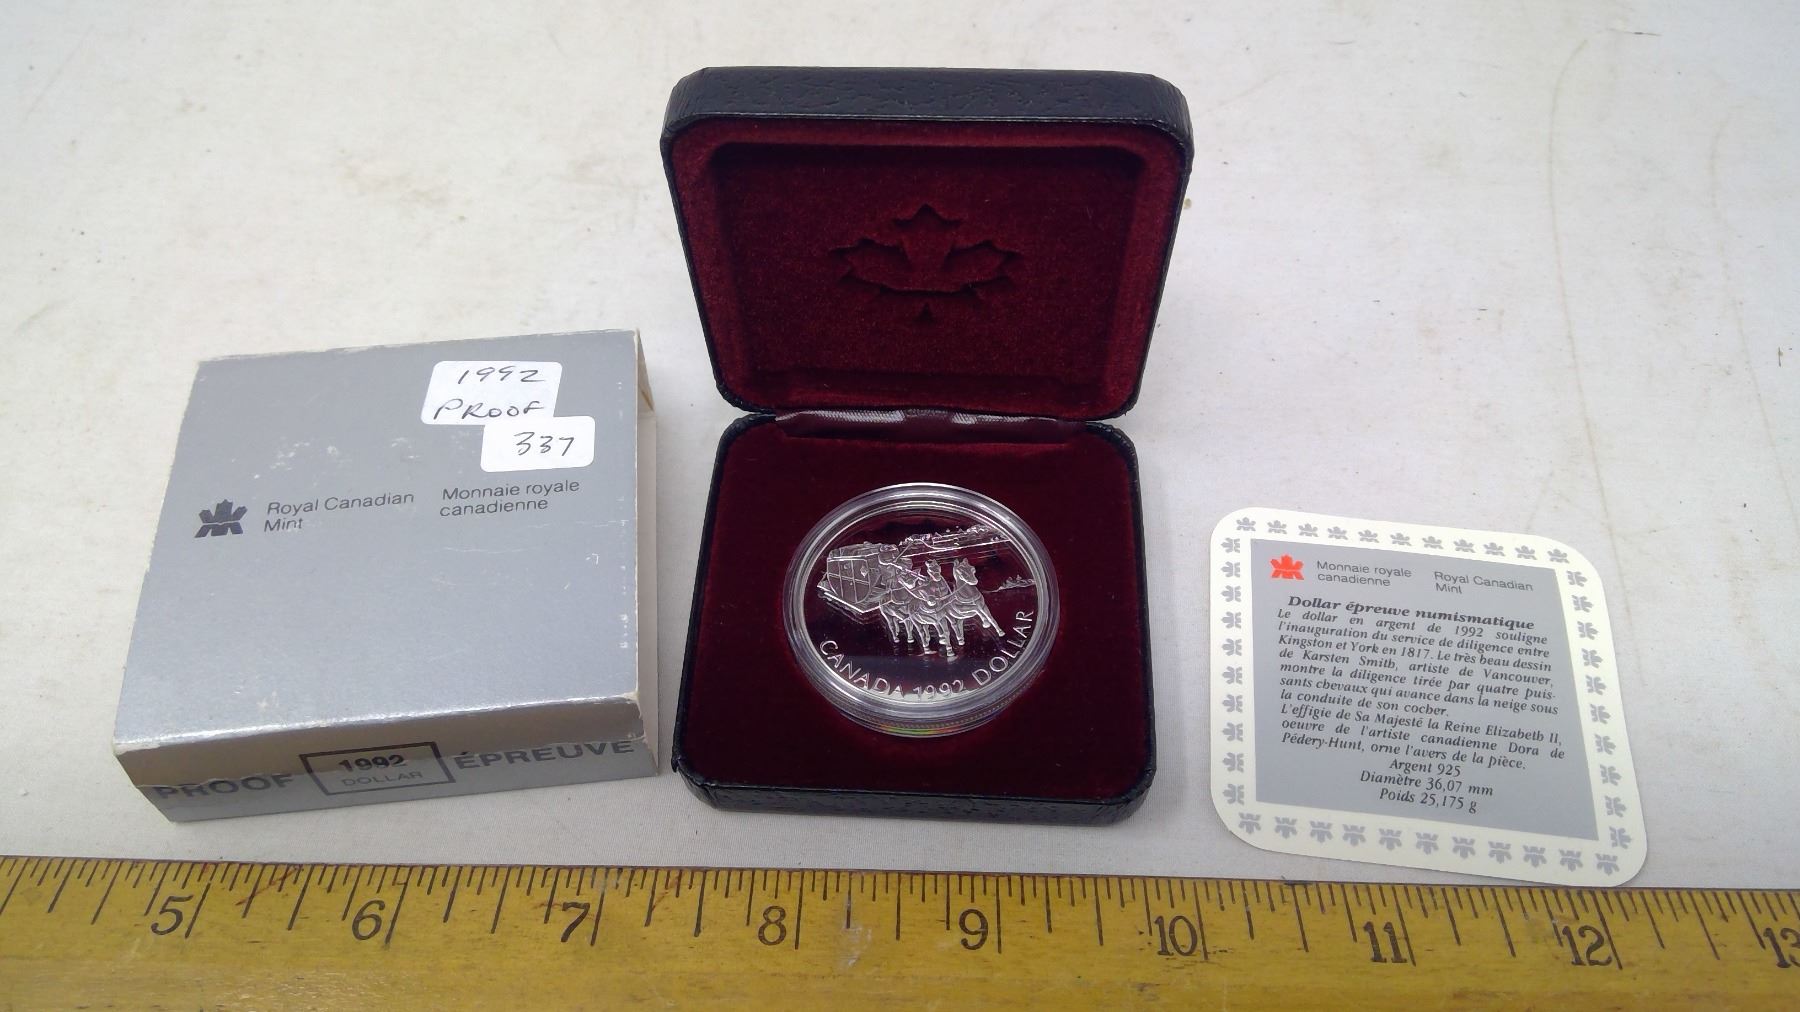 1992
PROOF
337
Royal Canadian
Mint
Monnaie royale
canadienne
PROOF
1992
DOLLAR
ÉPREUVE
CANADA 1992 DOLLAR
Monnaie royale
canadienne
Royal Canadian
Mint
Dollar épreuve numismatique
Le dollar en argent de 1992 souligne
l'inauguration du service de diligence entre
Kingston et York en 1817. Le très beau dessin
de Karsten Smith, artiste de Vancouver,
montre la diligence tirée par quatre puis-
sants chevaux qui avance dans la neige sous
la conduite de son cocher.
L'effigie de Sa Majesté la Reine Elizabeth II,
oeuvre de l'artiste canadienne Dora de
Pédery-Hunt, orne l'avers de la pièce.
Argent 925
Diamètre 36,07 mm
Poids 25,175 g
5 6 7 8 9 10 11 12 13